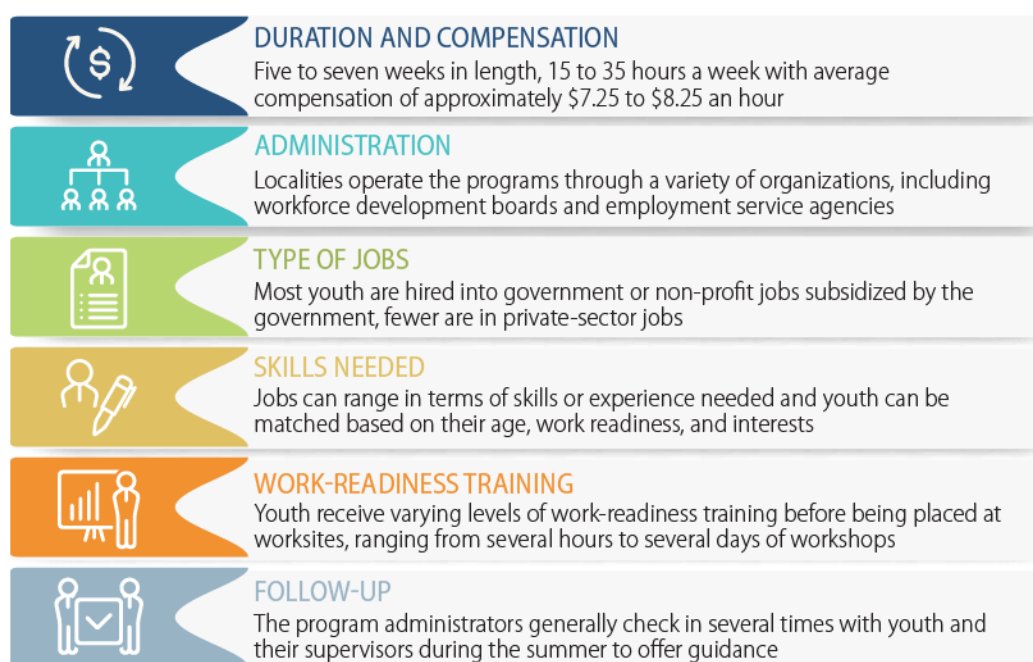 $
DURATION AND COMPENSATION
Five to seven weeks in length, 15 to 35 hours a week with average
compensation of approximately $7.25 to $8.25 an hour
ADMINISTRATION
Localities operate the programs through a variety of organizations, including
workforce development boards and employment service agencies
TYPE OF JOBS
Most youth are hired into government or non-profit jobs subsidized by the
government, fewer are in private-sector jobs
SKILLS NEEDED
Jobs can range in terms of skills or experience needed and youth can be
matched based on their age, work readiness, and interests
WORK-READINESS TRAINING
Youth receive varying levels of work-readiness training before being placed at
worksites, ranging from several hours to several days of workshops
FOLLOW-UP
The program administrators generally check in several times with youth and
their supervisors during the summer to offer guidance